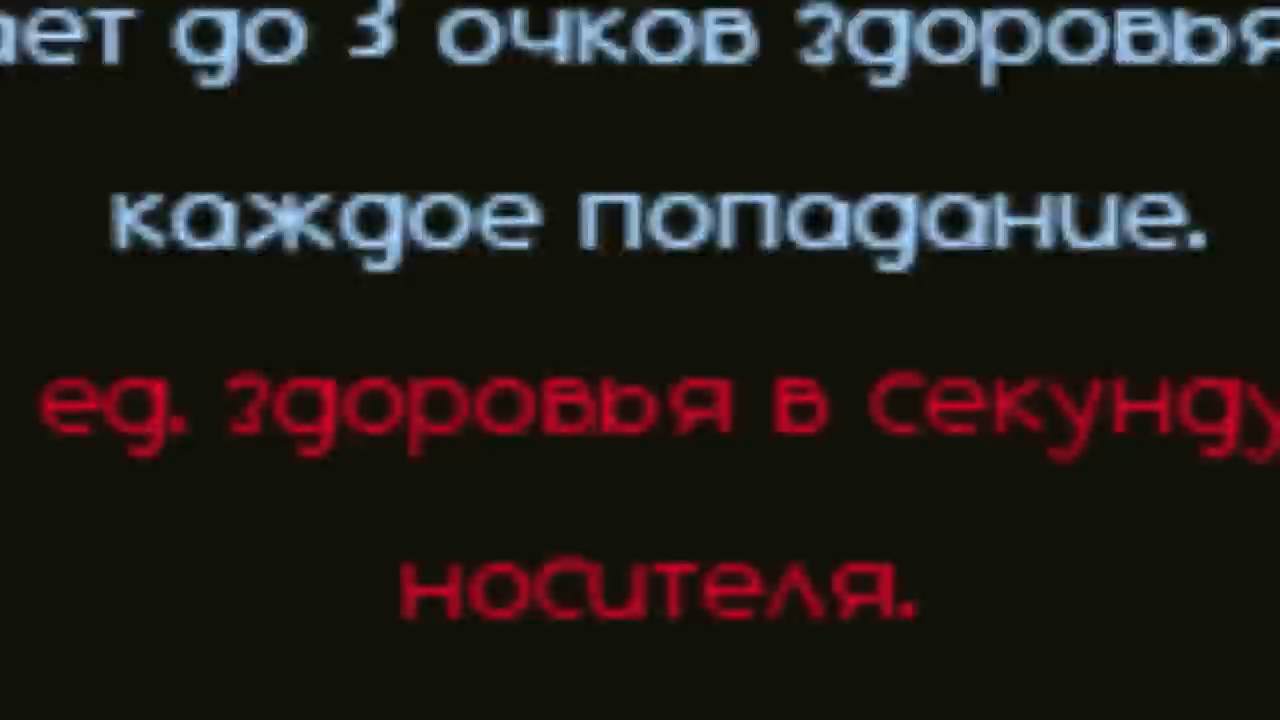 ает до 3 очков здоровья
каждое попадание.
ед. здоровья в секунду
носителя.